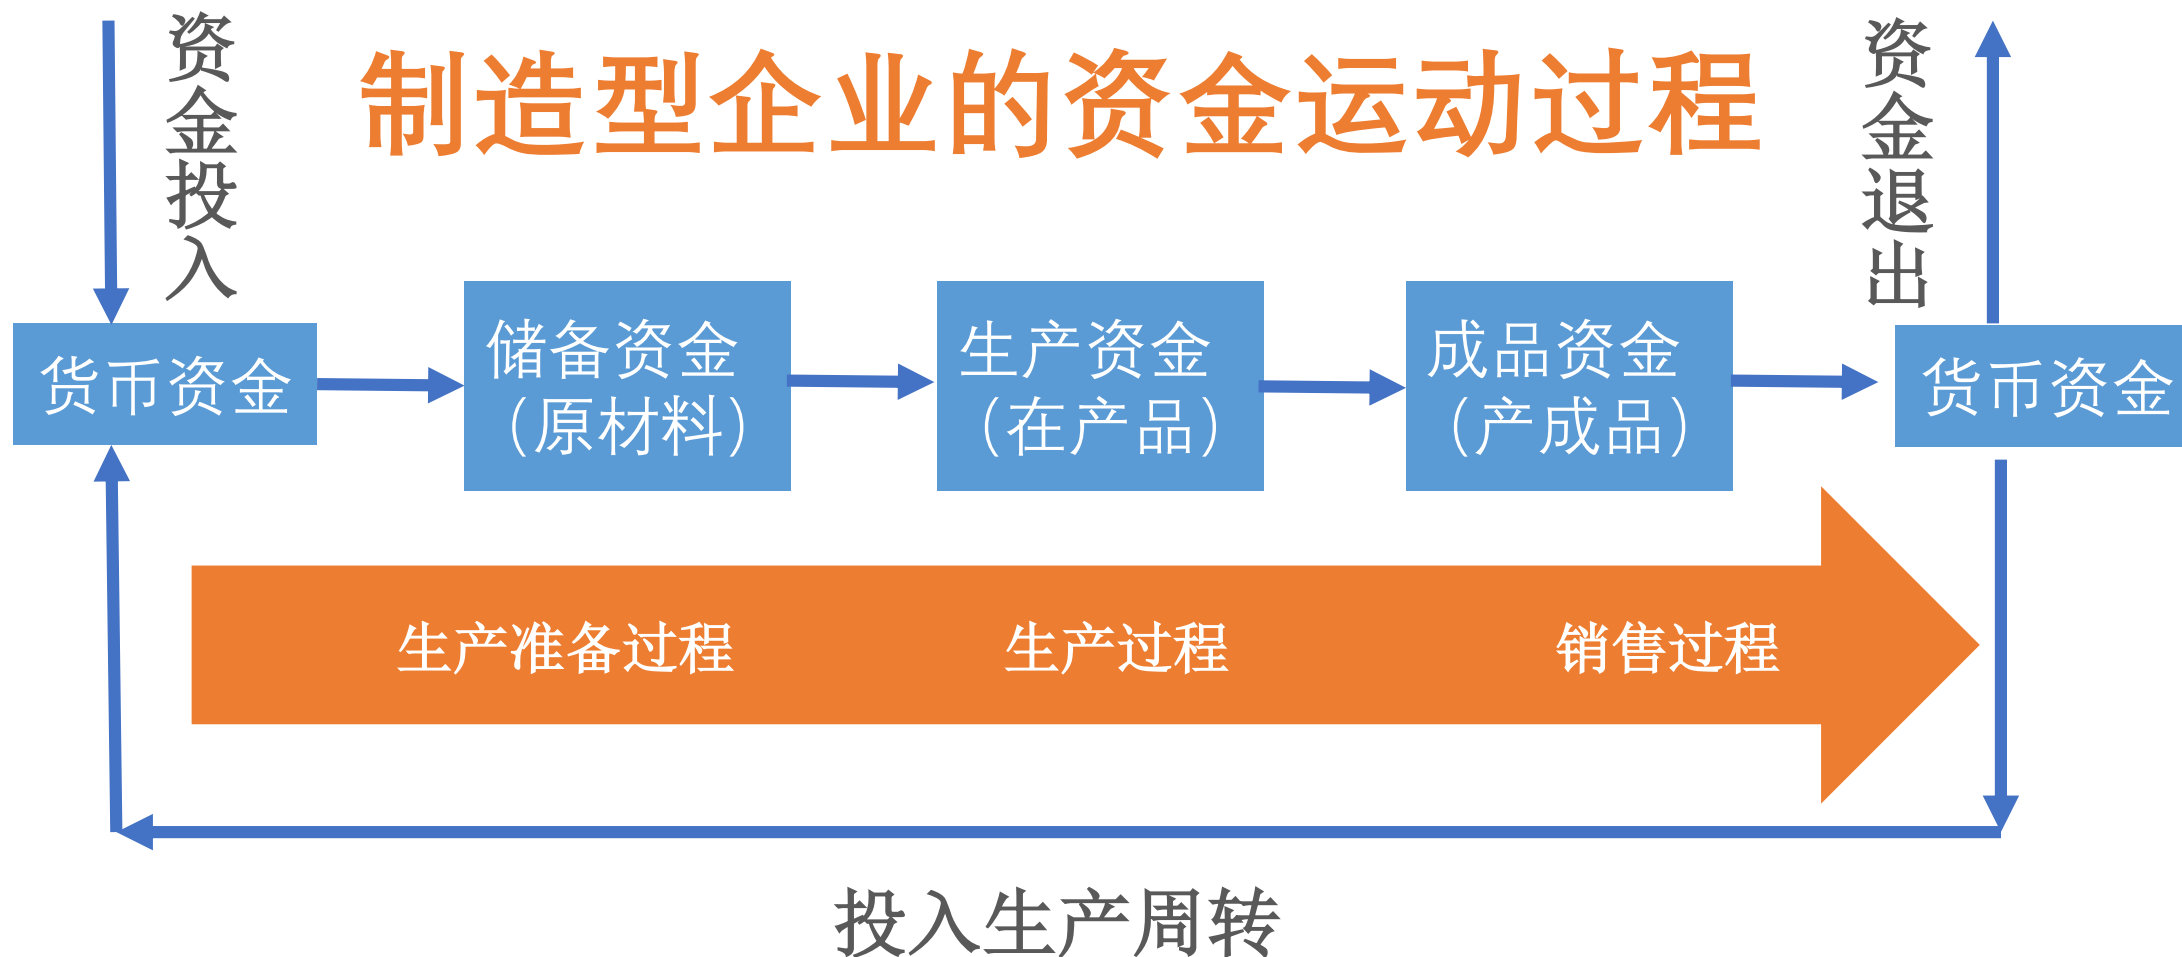 制造型企业的资金运动过程
资金投入
资金退出
货币资金
储备资金
（原材料）
生产资金
（在产品）
成品资金
（产成品）
货币资金
生产准备过程
生产过程
销售过程
投入生产周转